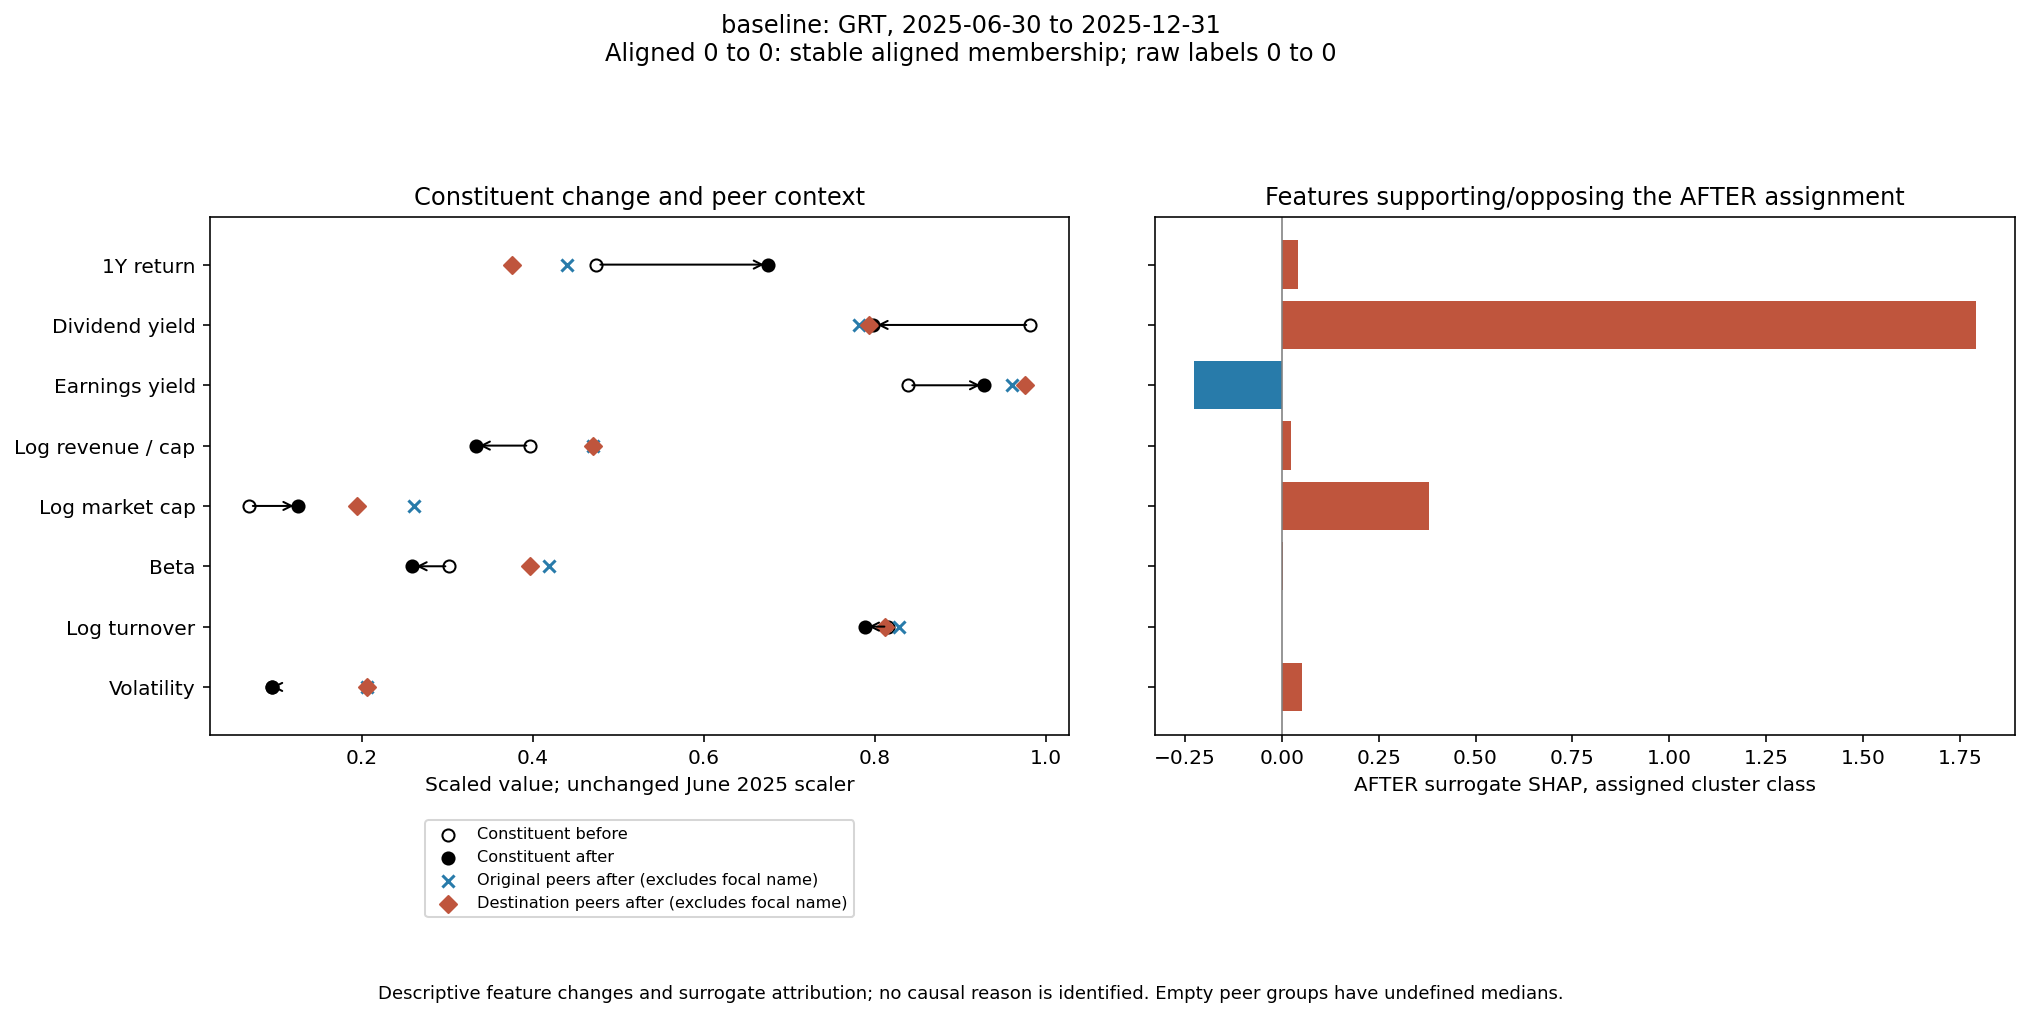 baseline: GRT, 2025-06-30 to 2025-12-31
Aligned 0 to 0: stable aligned membership; raw labels 0 to 0
Constituent change and peer context
1Y return
Dividend yield
Earnings yield
Log revenue / cap
Log market cap
Beta
Log turnover
Volatility
0.2 0.4 0.6 0.8 1.0
Scaled value; unchanged June 2025 scaler
Constituent before
Constituent after
Original peers after (excludes focal name)
Destination peers after (excludes focal name)
Features supporting/opposing the AFTER assignment
−0.25 0.00 0.25 0.50 0.75 1.00 1.25 1.50 1.75
AFTER surrogate SHAP, assigned cluster class
Descriptive feature changes and surrogate attribution; no causal reason is identified. Empty peer groups have undefined medians.